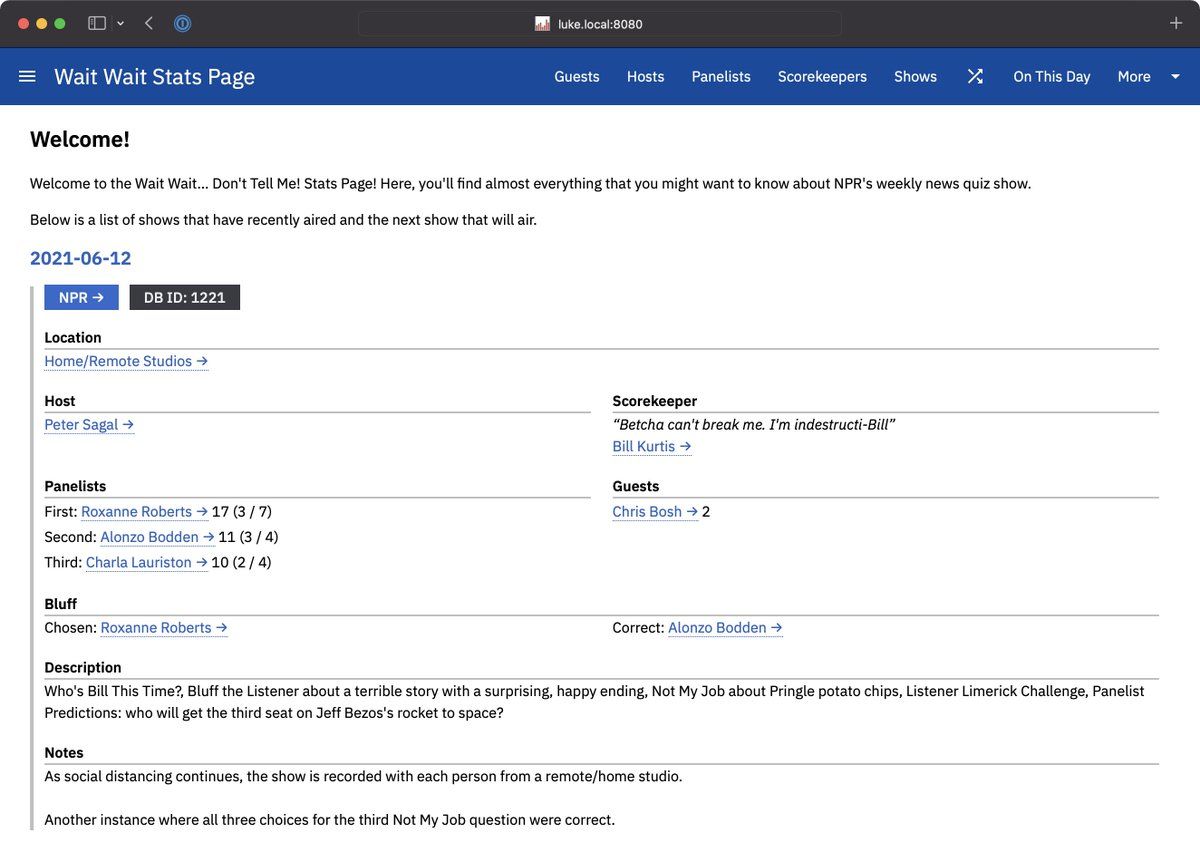 luke.local:8080
Wait Wait Stats Page
Guests Hosts Panelists Scorekeepers Shows On This Day More
Welcome!
Welcome to the Wait Wait... Don't Tell Me! Stats Page! Here, you'll find almost everything that you might want to know about NPR's weekly news quiz show.
Below is a list of shows that have recently aired and the next show that will air.
2021-06-12
NPR → DB ID: 1221
Location
Home/Remote Studios →
Host
Peter Sagal →
Scorekeeper
“Betcha can't break me. I'm indestructi-Bill”
Bill Kurtis →
Panelists
First: Roxanne Roberts → 17 (3 / 7)
Second: Alonzo Bodden → 11 (3 / 4)
Third: Charla Lauriston → 10 (2 / 4)
Guests
Chris Bosh → 2
Bluff
Chosen: Roxanne Roberts →
Correct: Alonzo Bodden →
Description
Who's Bill This Time?, Bluff the Listener about a terrible story with a surprising, happy ending, Not My Job about Pringle potato chips, Listener Limerick Challenge, Panelist
Predictions: who will get the third seat on Jeff Bezos's rocket to space?
Notes
As social distancing continues, the show is recorded with each person from a remote/home studio.
Another instance where all three choices for the third Not My Job question were correct.